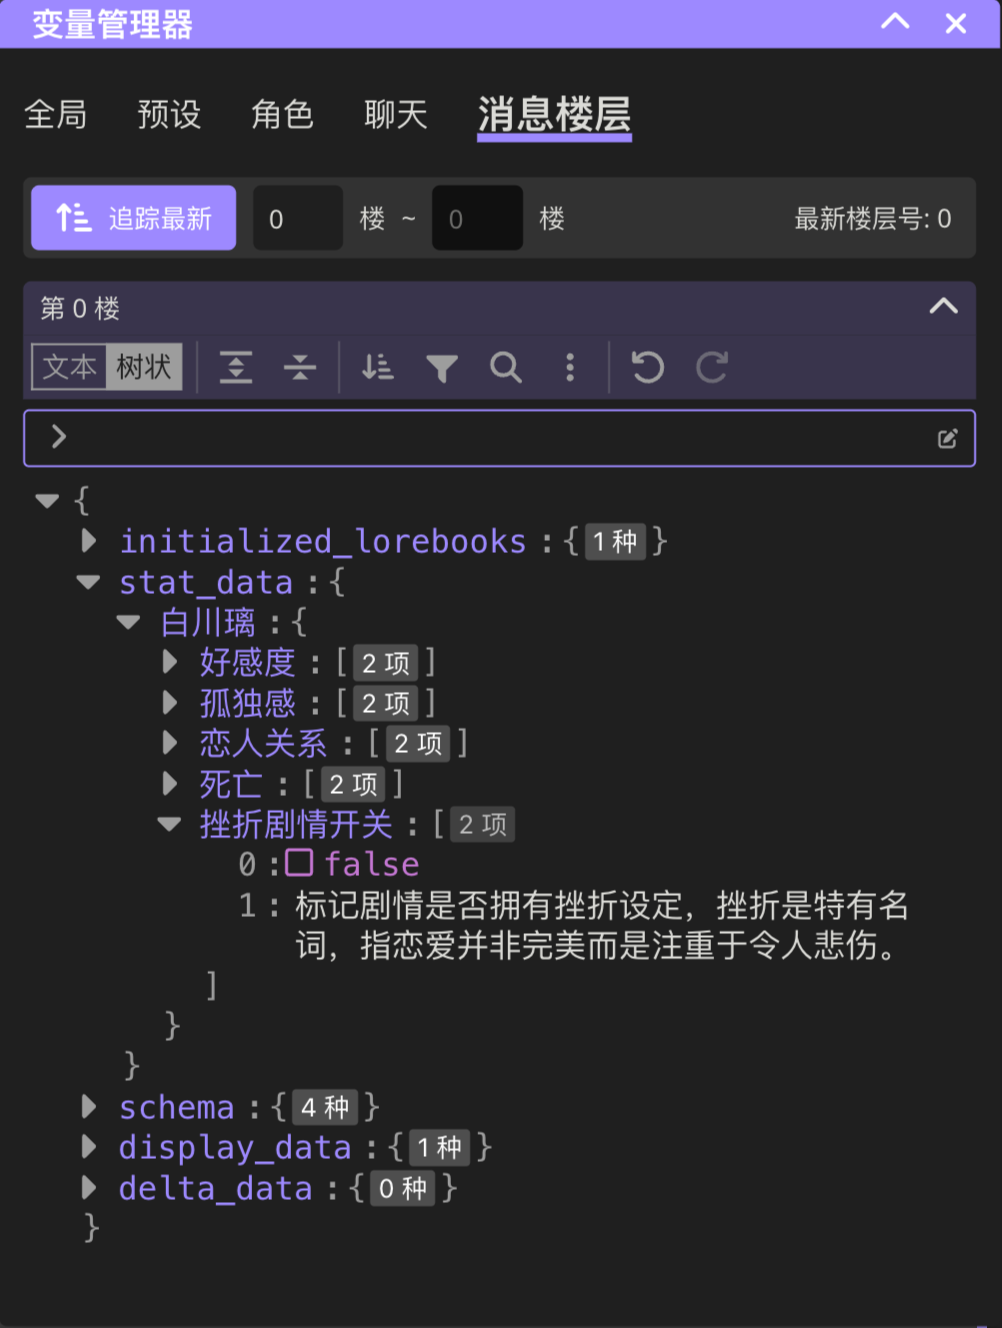 变量管理器
全局 预设 角色 聊天 消息楼层
追踪最新 0 楼 ~ 0 楼 最新楼层号: 0
第 0 楼
文本 树状
{
initialized_lorebooks : { 1 种 }
stat_data : {
白川璃 : {
好感度 : [ 2 项 ]
孤独感 : [ 2 项 ]
恋人关系 : [ 2 项 ]
死亡 : [ 2 项 ]
挫折剧情开关 : [ 2 项
0 : false
1 : 标记剧情是否拥有挫折设定，挫折是特有名
词，指恋爱并非完美而是注重于令人悲伤。
]
}
}
schema : { 4 种 }
display_data : { 1 种 }
delta_data : { 0 种 }
}